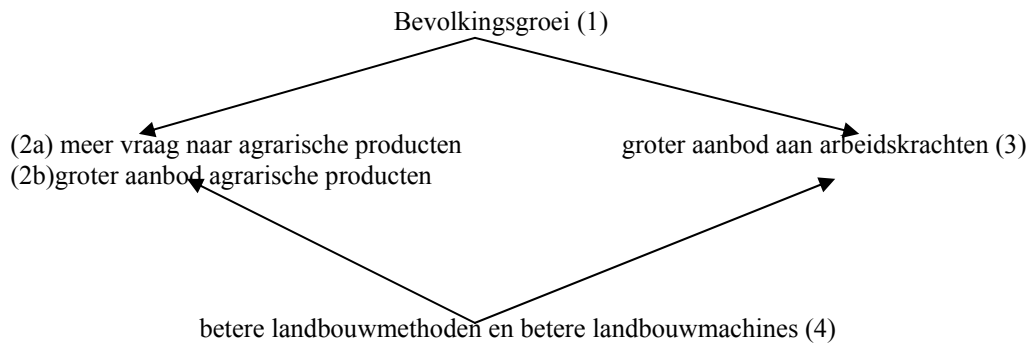 Bevolkingsgroei (1)
(2a) meer vraag naar agrarische producten groter aanbod aan arbeidskrachten (3)
(2b)groter aanbod agrarische producten
betere landbouwmethoden en betere landbouwmachines (4)